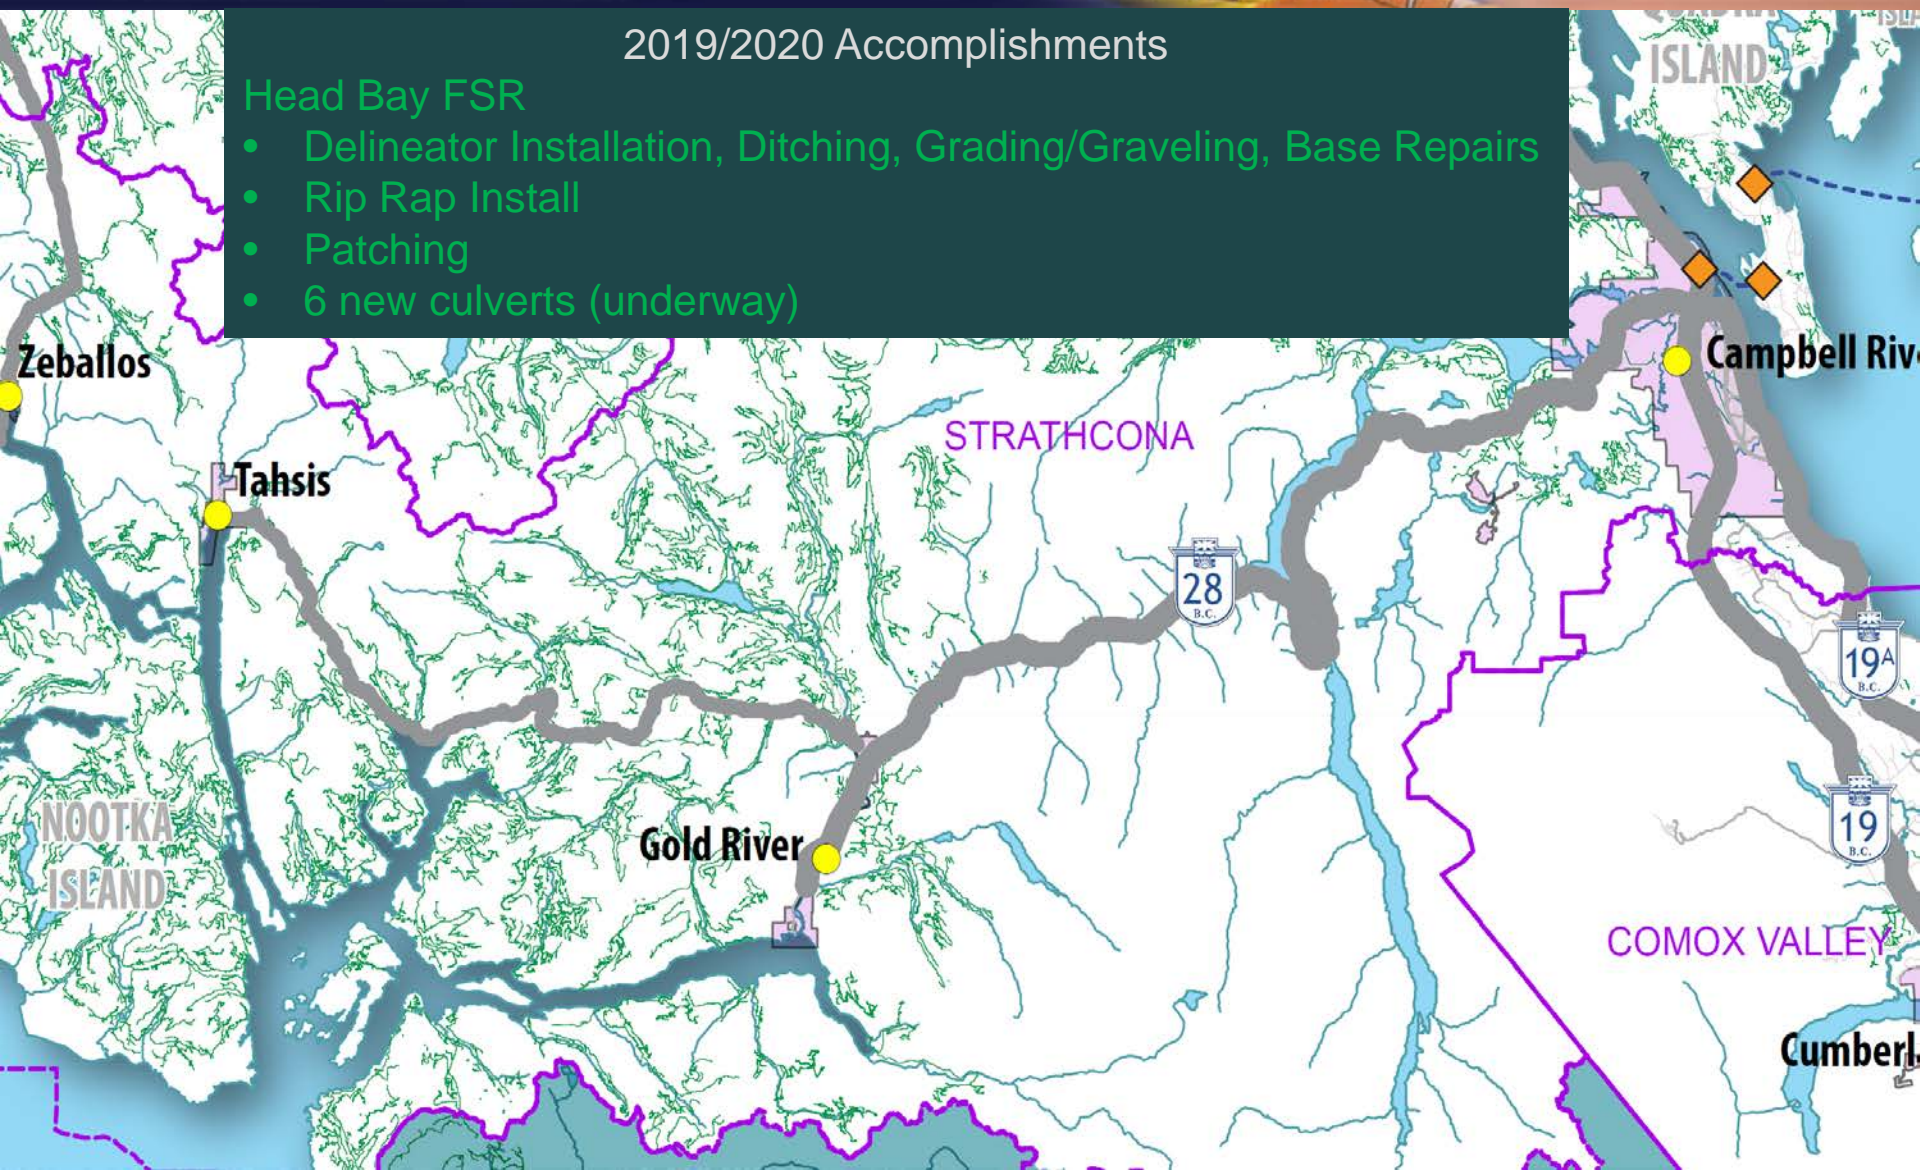 2019/2020 Accomplishments
Head Bay FSR
• Delineator Installation, Ditching, Grading/Graveling, Base Repairs
• Rip Rap Install
• Patching
• 6 new culverts (underway)
ISLAND
Zeballos
Campbell Riv
STRATHCONA
Tahsis
28
B.C.
19A
B.C.
NOOTKA
ISLAND
Gold River
19
B.C.
COMOX VALLEY
Cumberl